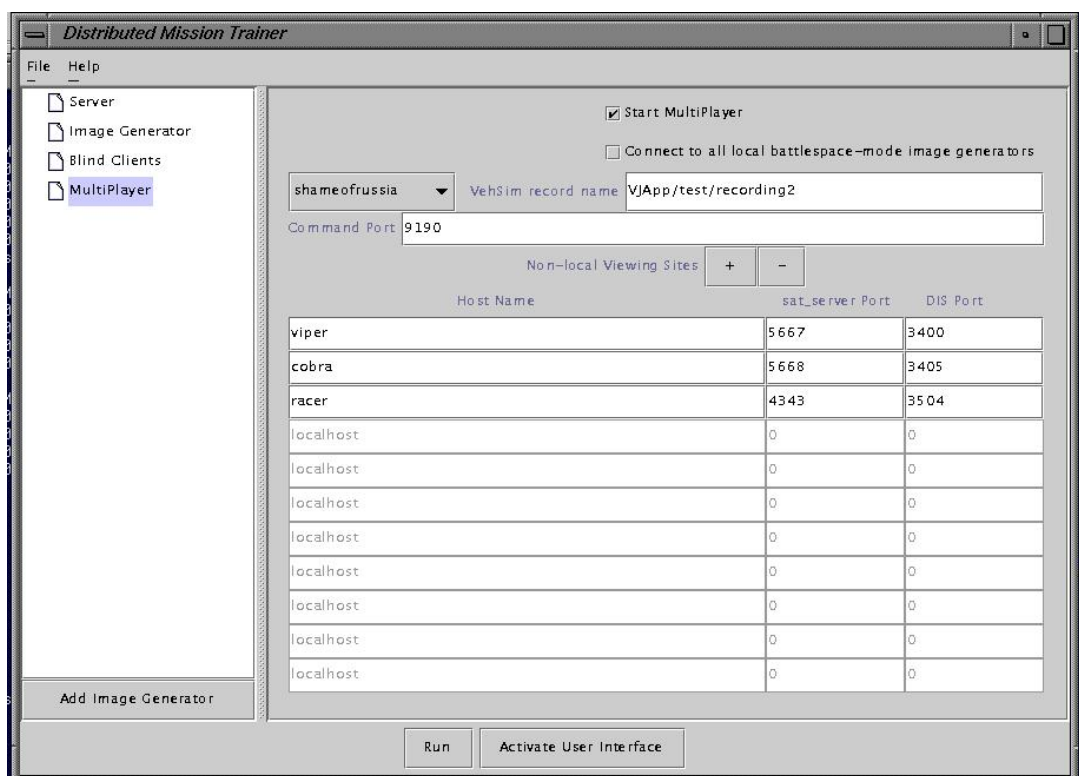 Distributed Mission Trainer
File Help
Server
Image Generator
Blind Clients
MultiPlayer
Add Image Generator
Start MultiPlayer
Connect to all local battlespace-mode image generators
shameofrussia VehSim record name VJApp/test/recording2
Command Port 9190
Non-local Viewing Sites + -
Host Name sat_server Port DIS Port
viper 5667 3400
cobra 5668 3405
racer 4343 3504
localhost 0 0
localhost 0 0
localhost 0 0
localhost 0 0
localhost 0 0
localhost 0 0
localhost 0 0
localhost 0 0
Run Activate User Interface